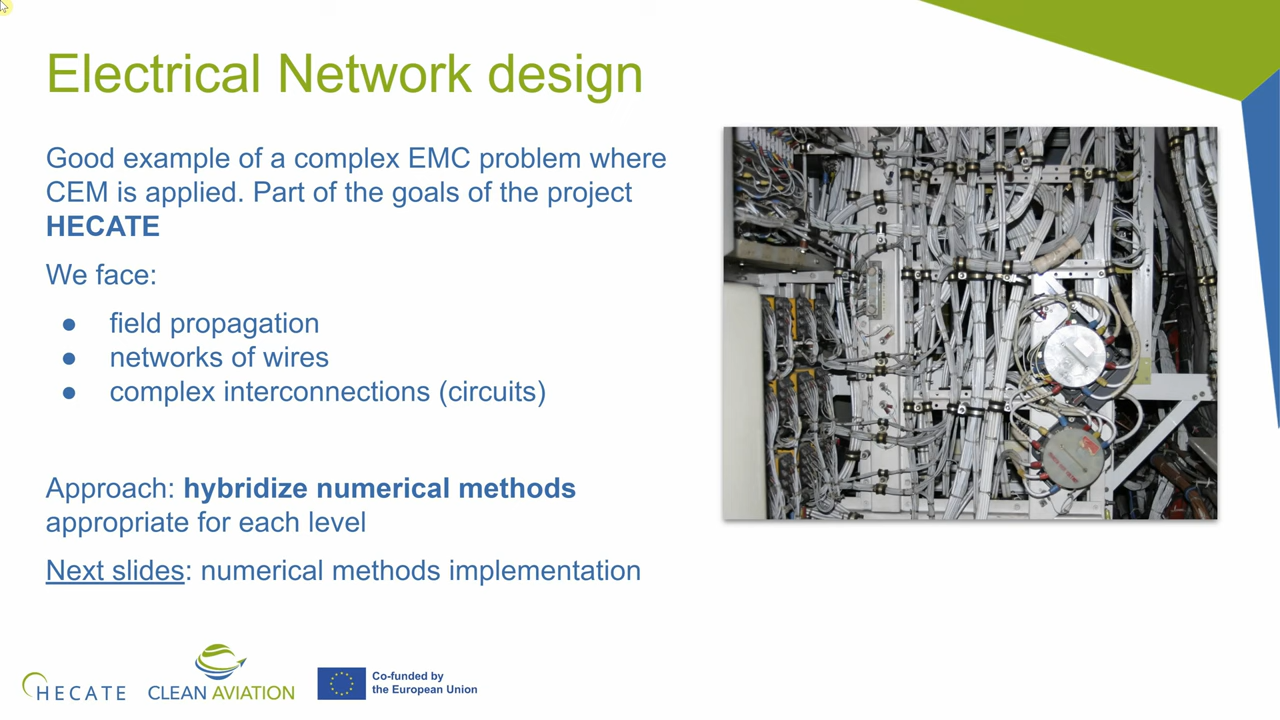 Electrical Network design
Good example of a complex EMC problem where
CEM is applied. Part of the goals of the project
HECATE
We face:
● field propagation
● networks of wires
● complex interconnections (circuits)
Approach: hybridize numerical methods
appropriate for each level
Next slides: numerical methods implementation
HECATE
CLEAN AVIATION
Co-funded by
the European Union